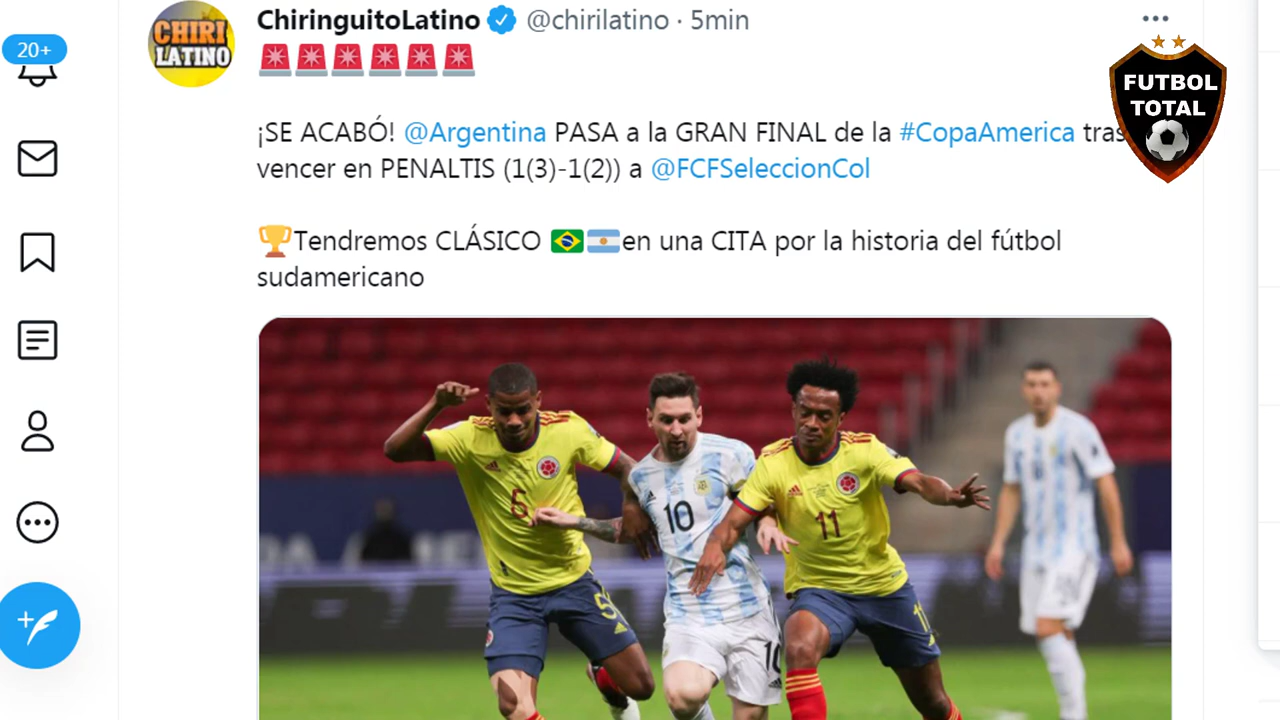 20+
CHIRI
LATINO
ChiringuitoLatino @chirilatino · 5min
FUTBOL
TOTAL
¡SE ACABÓ! @Argentina PASA a la GRAN FINAL de la #CopaAmerica tras
vencer en PENALTIS (1(3)-1(2)) a @FCFSeleccionCol
🏆Tendremos CLÁSICO 🇧🇷🇦🇷en una CITA por la historia del fútbol
sudamericano
10
11
5
10